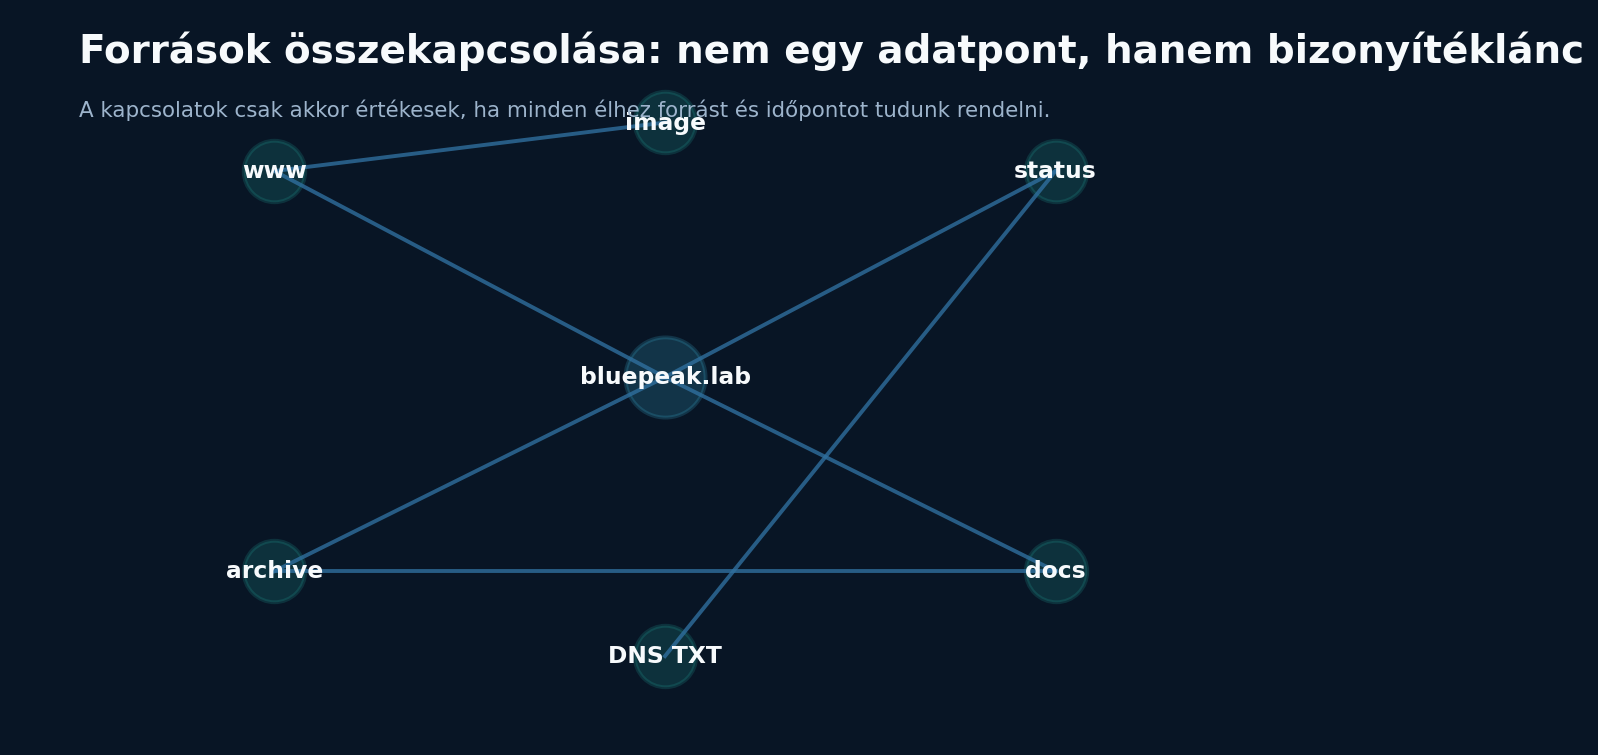 Források összekapcsolása: nem egy adatpont, hanem bizonyítéklánc
A kapcsolatok csak akkor értékesek, ha minden élhez forrást és időpontot tudunk rendelni.
image
www
status
bluepeak.lab
archive
docs
DNS TXT